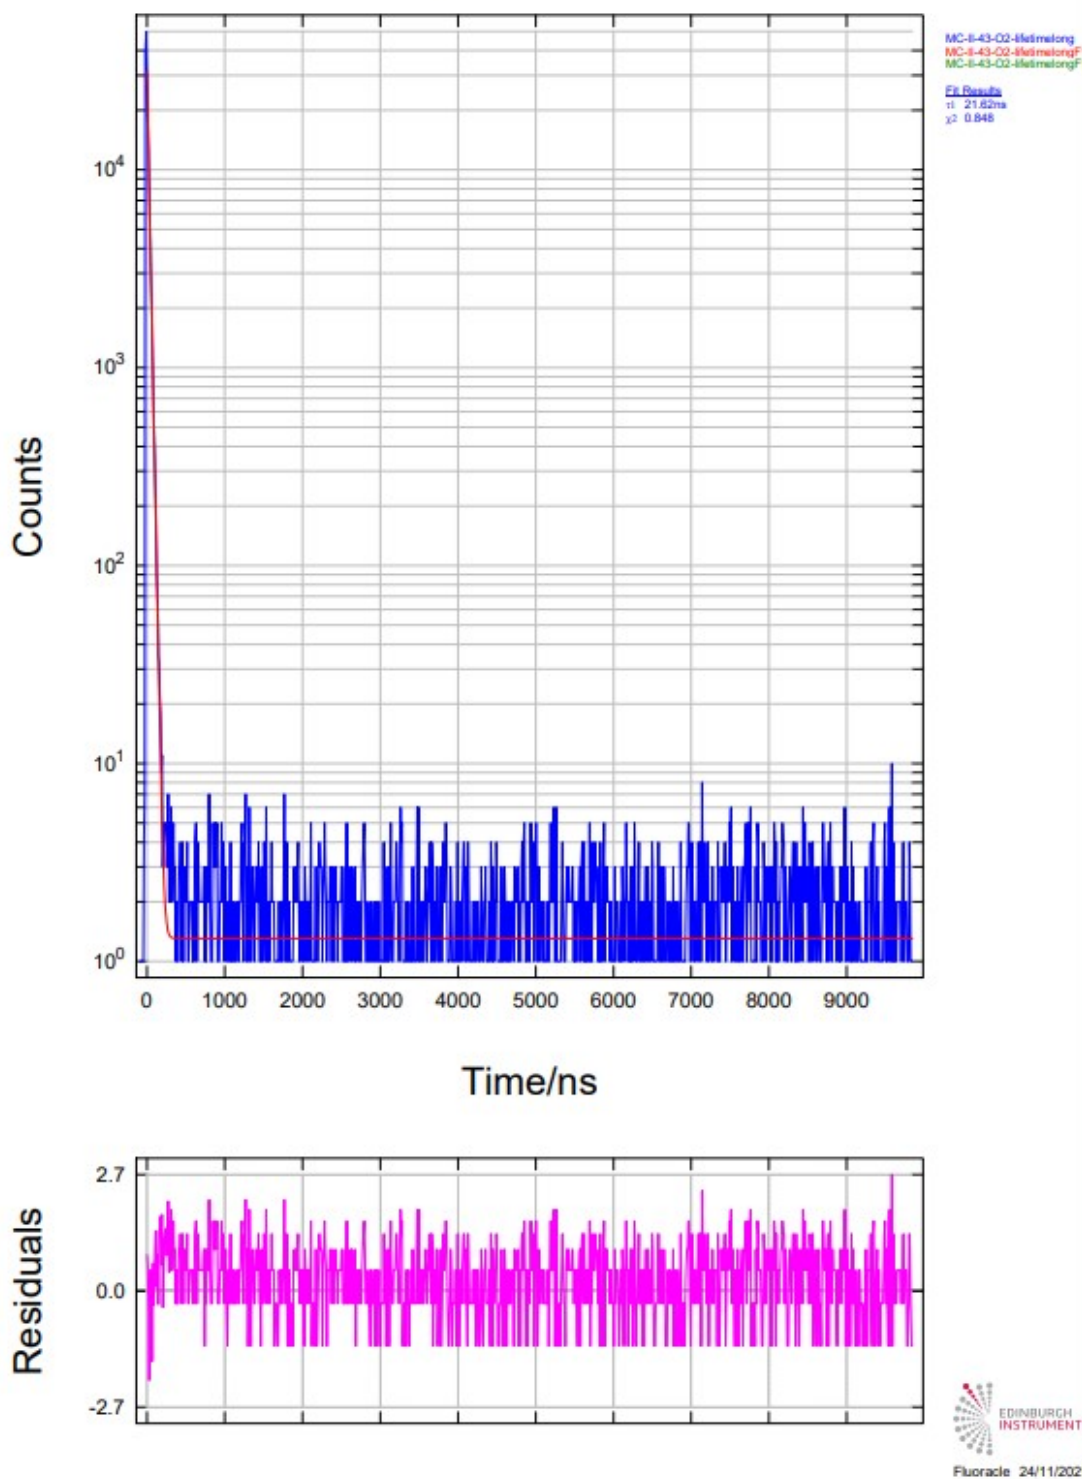 MC-II-43-O2-lifetimelong
MC-II-43-O2-lifetimelongF
MC-II-43-O2-lifetimelongF
Fit Results
τ1 21.62ns
χ2 0.848
10⁴
10³
10²
10¹
10⁰
Counts
0 1000 2000 3000 4000 5000 6000 7000 8000 9000
Time/ns
2.7
0.0
-2.7
Residuals
EDINBURGH
INSTRUMENT
Fluoracle 24/11/202